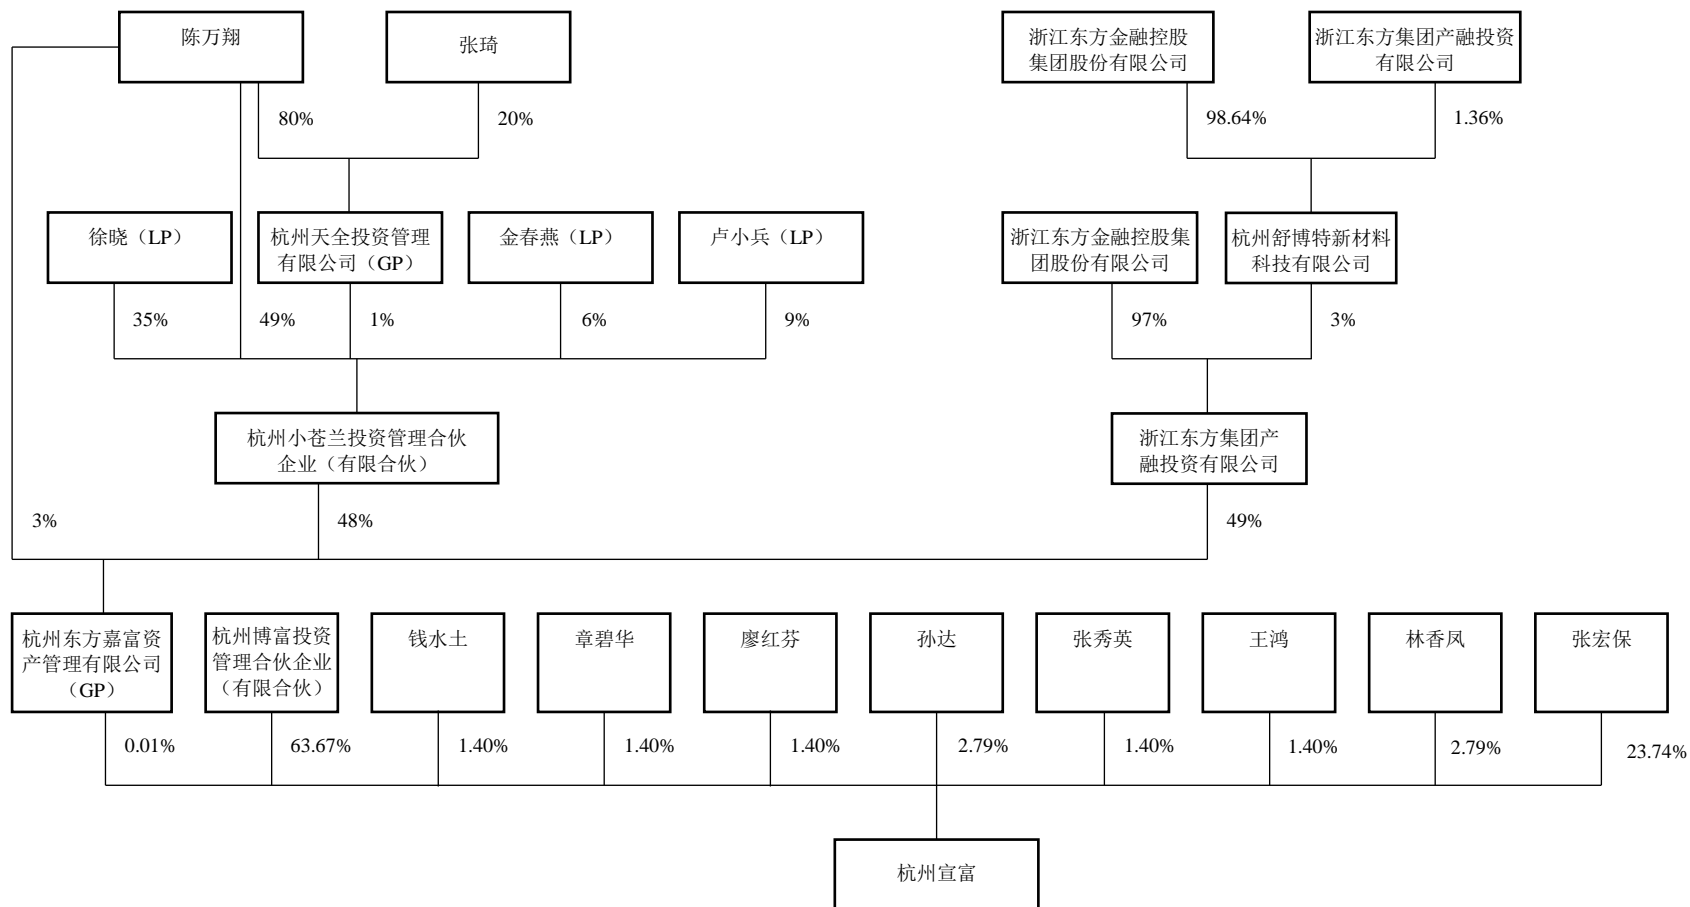 陈万翔
张琦
浙江东方金融控股
集团股份有限公司
浙江东方集团产融投资
有限公司
80%
20%
98.64%
1.36%
徐晓（LP）
杭州天全投资管理
有限公司（GP）
金春燕（LP）
卢小兵（LP）
浙江东方金融控股集
团股份有限公司
杭州舒博特新材料
科技有限公司
35%
49%
1%
6%
9%
97%
3%
杭州小苍兰投资管理合伙
企业（有限合伙）
浙江东方集团产
融投资有限公司
3%
48%
49%
杭州东方嘉富资
产管理有限公司
（GP）
杭州博富投资
管理合伙企业
（有限合伙）
钱水土
章碧华
廖红芬
孙达
张秀英
王鸿
林香凤
张宏保
0.01%
63.67%
1.40%
1.40%
1.40%
2.79%
1.40%
1.40%
2.79%
23.74%
杭州宣富